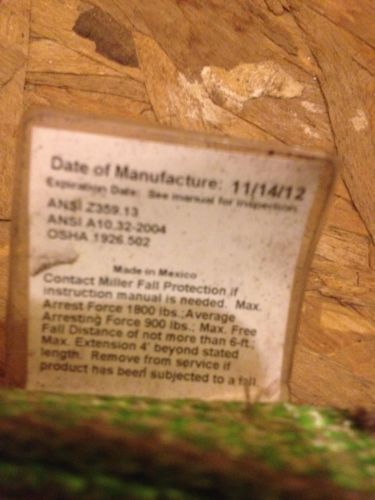 Date of Manufacture: 11/14/12
Expiration Date: See manual for inspection
ANSI Z359.13
ANSI A10.32-2004
OSHA 1926.502
Made in Mexico
Contact Miller Fall Protection if
instruction manual is needed. Max.
Arrest Force 1800 lbs.;Average
Arresting Force 900 lbs.; Max. Free
Fall Distance of not more than 6-ft.;
Max. Extension 4' beyond stated
length. Remove from service if
product has been subjected to a fall.